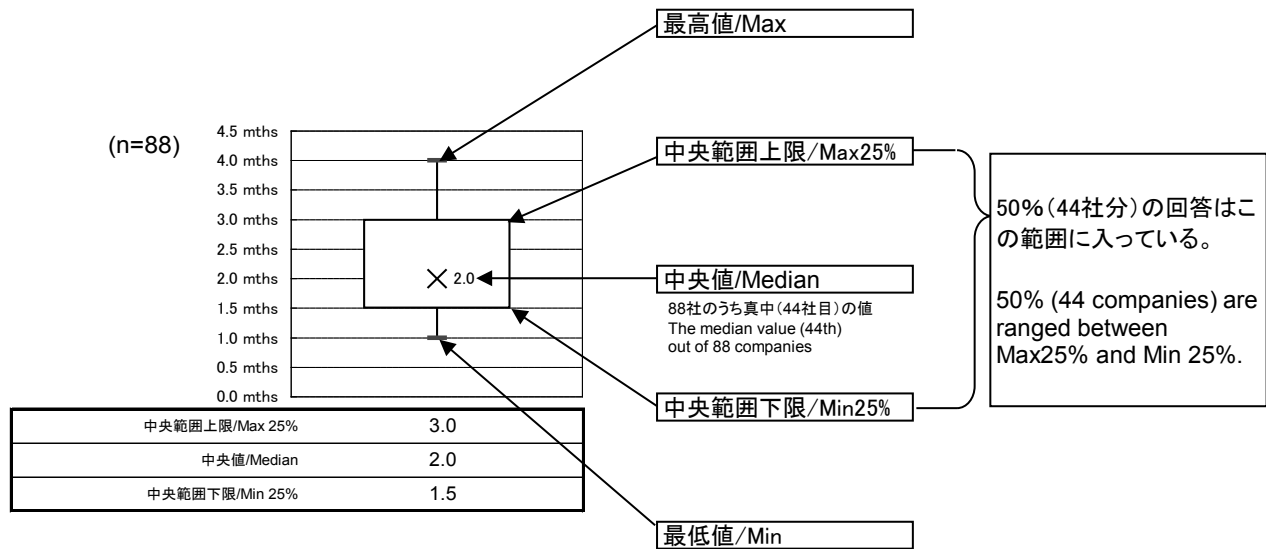 最高値/Max
(n=88)
4.5 mths
4.0 mths
3.5 mths
3.0 mths
2.5 mths
2.0 mths
1.5 mths
1.0 mths
0.5 mths
0.0 mths
2.0
中央範囲上限/Max25%
中央値/Median
88社のうち真中（44社目）の値
The median value (44th)
out of 88 companies
中央範囲下限/Min25%
最低値/Min
50%（44社分）の回答はこ
の範囲に入っている。
50% (44 companies) are
ranged between
Max25% and Min 25%.
中央範囲上限/Max 25% 3.0
中央値/Median 2.0
中央範囲下限/Min 25% 1.5